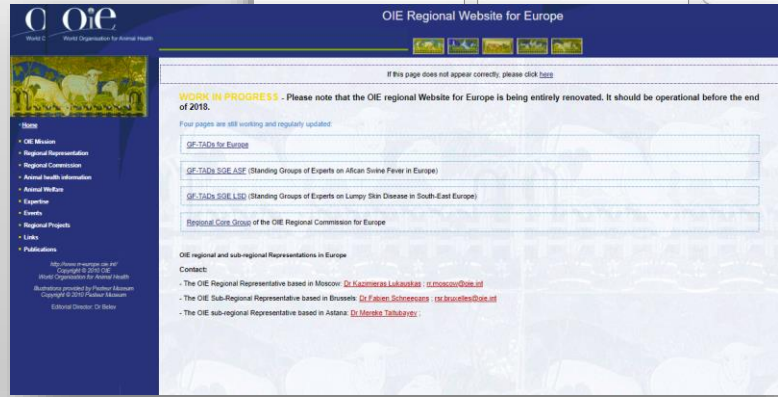 OIE Regional Website for Europe
Oie
World C
World Organisation for Animal Health
If this page does not appear correctly, please click here
WORK IN PROGRESS - Please note that the OIE regional Website for Europe is being entirely renovated. It should be operational before the end
of 2018.
Four pages are still working and regularly updated:
GF-TADs for Europe
GF-TADs SGE ASF (Standing Groups of Experts on Afican Swine Fever in Europe)
GF-TADs SGE LSD (Standing Groups of Experts on Lumpy Skin Disease in South-East Europe)
Regional Core Group of the OIE Regional Commission for Europe
OIE regional and sub-regional Representations in Europe
Contact:
- The OIE Regional Representative based in Moscow: Dr Kazimieras Lukauskas ; rr.moscow@oie.int
- The OIE Sub-Regional Representative based in Brussels: Dr Fabien Schneegans ; rsr.bruxelles@oie.int
- The OIE sub-regional Representative based in Astana: Dr Mereke Taitubayev ;
Home
OIE Mission
Regional Representation
Regional Commission
Animal health information
Animal Welfare
Expertise
Events
Regional Projects
Links
Publications
http://www.rr-europe.oie.int/
Copyright © 2010 OIE
World Organisation for Animal Health
Illustrations provided by Pasteur Museum
Copyright © 2010 Pasteur Museum
Editorial Director: Dr Belev